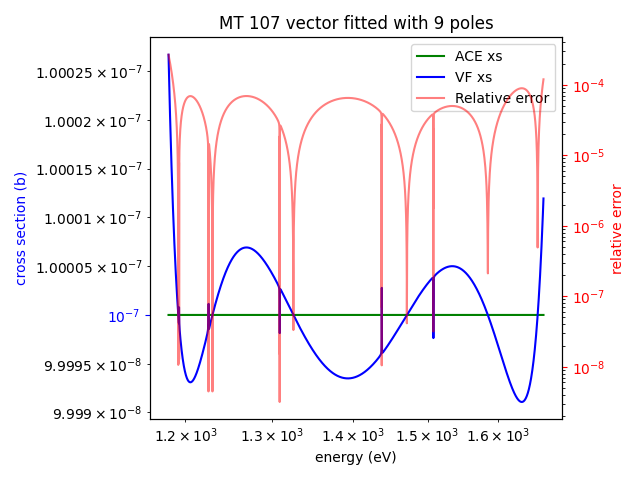 MT 107 vector fitted with 9 poles
ACE xs
VF xs
Relative error
cross section (b)
1.00025 × 10⁻⁷
1.0002 × 10⁻⁷
1.00015 × 10⁻⁷
1.0001 × 10⁻⁷
1.00005 × 10⁻⁷
10⁻⁷
9.9995 × 10⁻⁸
9.999 × 10⁻⁸
10⁻⁴
10⁻⁵
10⁻⁶
10⁻⁷
10⁻⁸
relative error
1.2 × 10³ 1.3 × 10³ 1.4 × 10³ 1.5 × 10³ 1.6 × 10³
energy (eV)